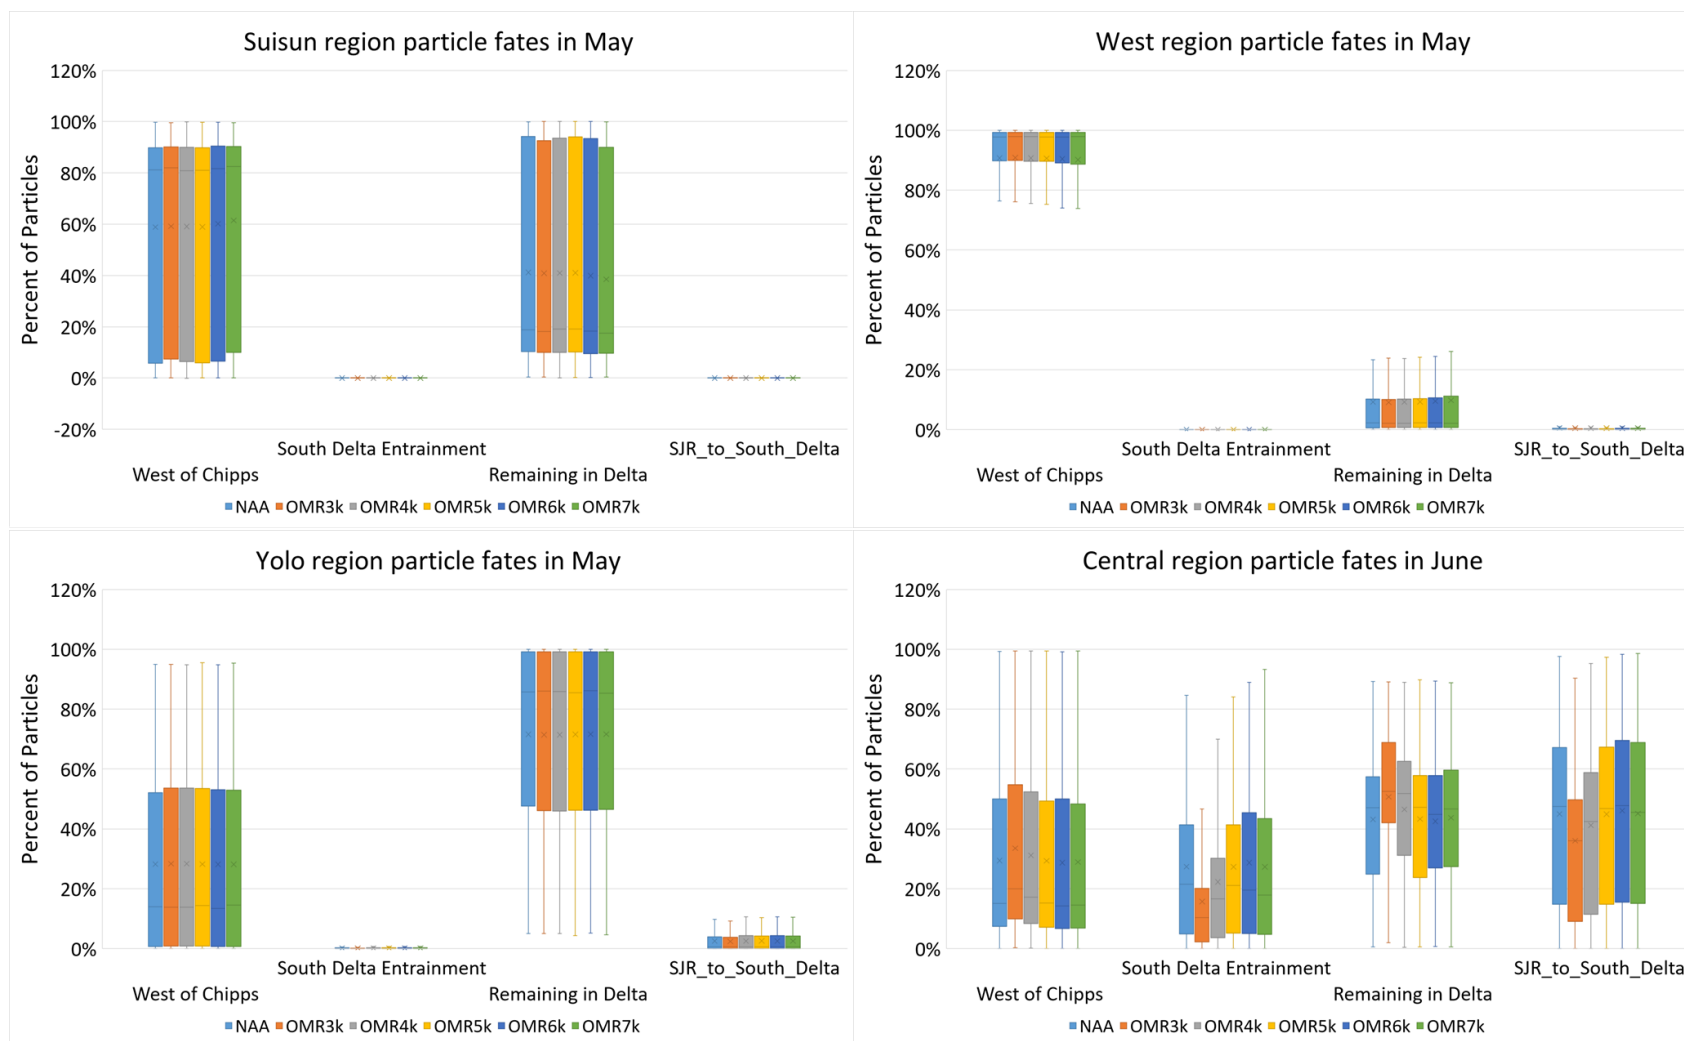 Suisun region particle fates in May
Percent of Particles
120%
100%
80%
60%
40%
20%
0%
-20%
South Delta Entrainment
SJR_to_South_Delta
West of Chipps
Remaining in Delta
NAA OMR3k OMR4k OMR5k OMR6k OMR7k
West region particle fates in May
Percent of Particles
120%
100%
80%
60%
40%
20%
0%
South Delta Entrainment
SJR_to_South_Delta
West of Chipps
Remaining in Delta
NAA OMR3k OMR4k OMR5k OMR6k OMR7k
Yolo region particle fates in May
Percent of Particles
120%
100%
80%
60%
40%
20%
0%
South Delta Entrainment
SJR_to_South_Delta
West of Chipps
Remaining in Delta
NAA OMR3k OMR4k OMR5k OMR6k OMR7k
Central region particle fates in June
Percent of Particles
120%
100%
80%
60%
40%
20%
0%
South Delta Entrainment
SJR_to_South_Delta
West of Chipps
Remaining in Delta
NAA OMR3k OMR4k OMR5k OMR6k OMR7k